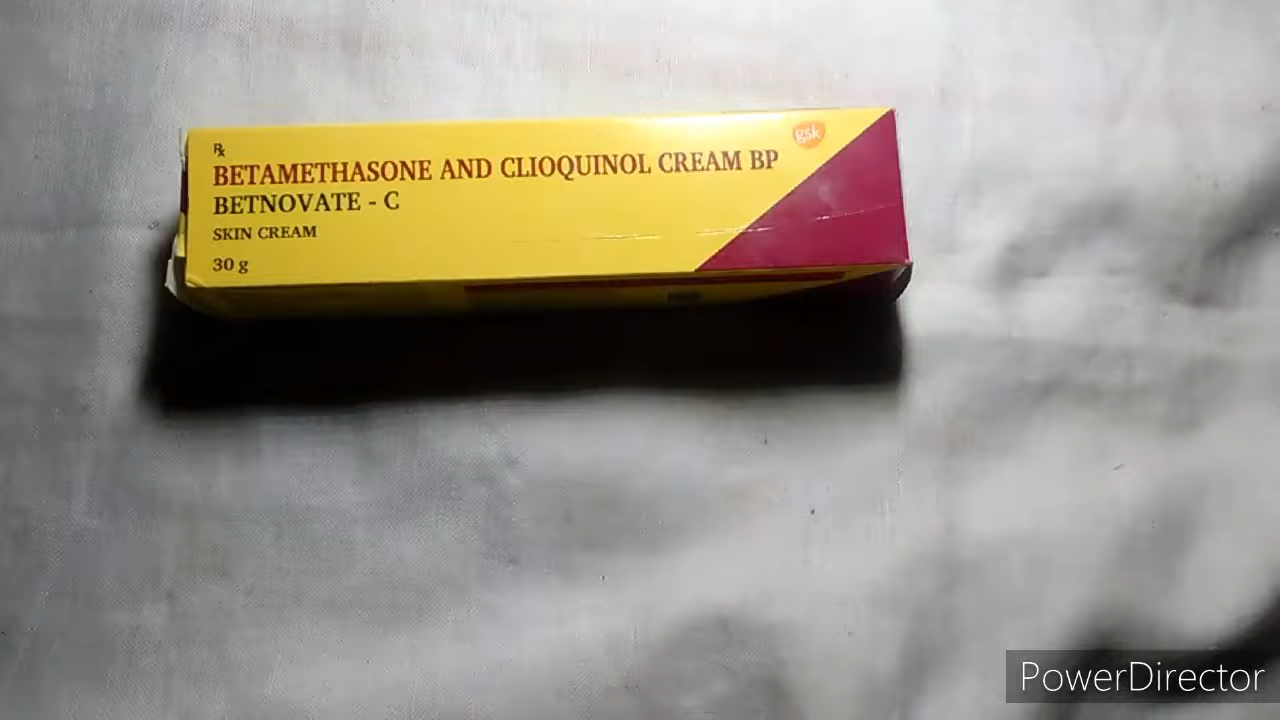 ℞
BETAMETHASONE AND CLIOQUINOL CREAM BP
gsk
BETNOVATE - C
SKIN CREAM
30 g
PowerDirector